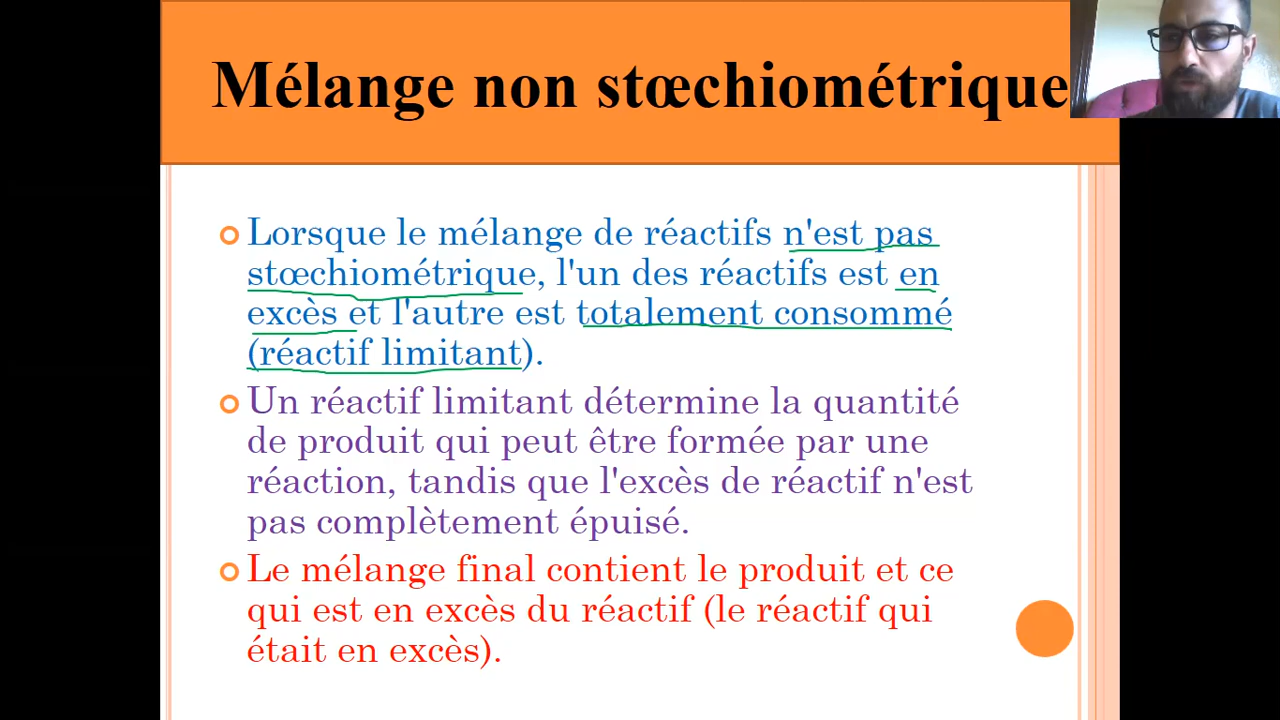 Mélange non stœchiométrique
Lorsque le mélange de réactifs n'est pas
stœchiométrique, l'un des réactifs est en
excès et l'autre est totalement consommé
(réactif limitant).
Un réactif limitant détermine la quantité
de produit qui peut être formée par une
réaction, tandis que l'excès de réactif n'est
pas complètement épuisé.
Le mélange final contient le produit et ce
qui est en excès du réactif (le réactif qui
était en excès).